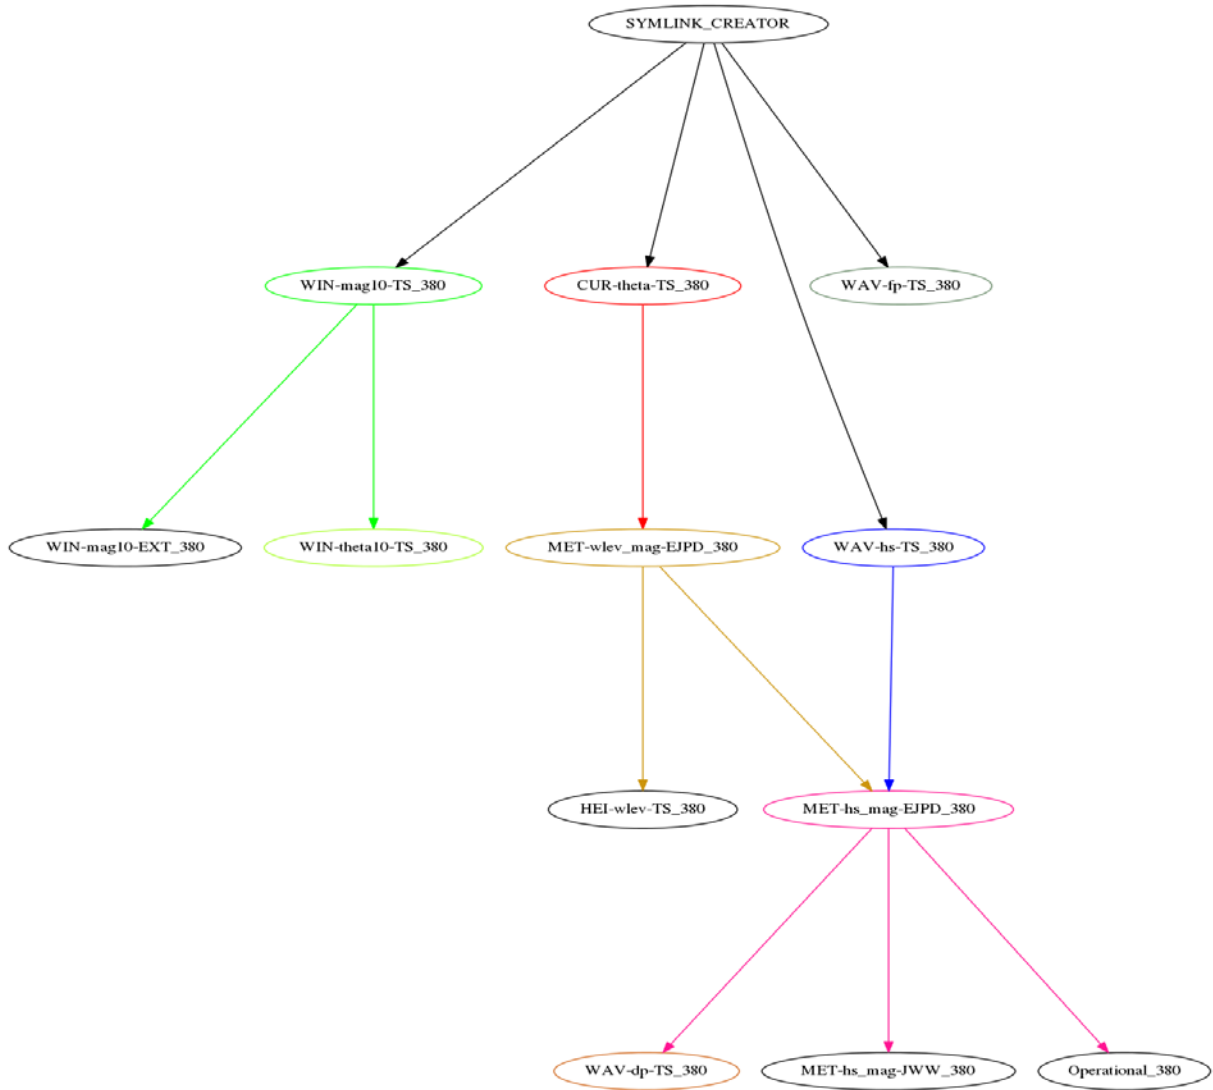 SYMLINK_CREATOR
WIN-mag10-TS_380
CUR-theta-TS_380
WAV-fp-TS_380
WIN-mag10-EXT_380
WIN-theta10-TS_380
MET-wlev_mag-EJPD_380
WAV-hs-TS_380
HEI-wlev-TS_380
MET-hs_mag-EJPD_380
WAV-dp-TS_380
MET-hs_mag-JWW_380
Operational_380